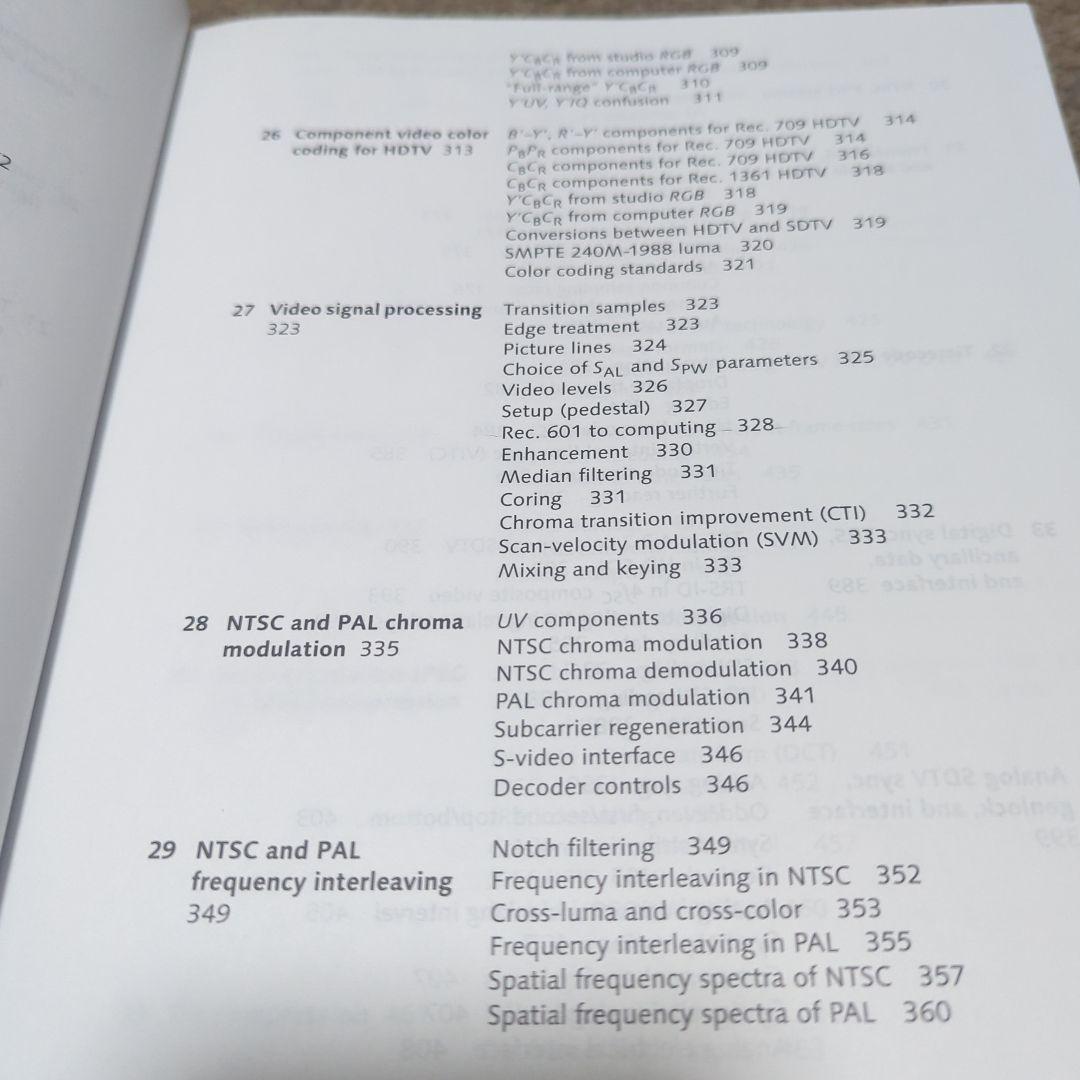 Y'CBCR from studio RGB 309
Y'CBCR from computer RGB 309
"Full-range" Y'CBCR 310
Y'UV, Y'IQ confusion 311
26 Component video color coding for HDTV 313
B'-Y', R'-Y' components for Rec. 709 HDTV 314
PBPR components for Rec. 709 HDTV 314
CBCR components for Rec. 709 HDTV 316
CBCR components for Rec. 1361 HDTV 318
Y'CBCR from studio RGB 318
Y'CBCR from computer RGB 319
Conversions between HDTV and SDTV 319
SMPTE 240M-1988 luma 320
Color coding standards 321
27 Video signal processing
323
Transition samples 323
Edge treatment 323
Picture lines 324
Choice of SAL and SPW parameters 325
Video levels 326
Setup (pedestal) 327
Rec. 601 to computing 328
Enhancement 330
Median filtering 331
Coring 331
Chroma transition improvement (CTI) 332
Scan-velocity modulation (SVM) 333
Mixing and keying 333
28 NTSC and PAL chroma
modulation 335
UV components 336
NTSC chroma modulation 338
NTSC chroma demodulation 340
PAL chroma modulation 341
Subcarrier regeneration 344
S-video interface 346
Decoder controls 346
29 NTSC and PAL
frequency interleaving
349
Notch filtering 349
Frequency interleaving in NTSC 352
Cross-luma and cross-color 353
Frequency interleaving in PAL 355
Spatial frequency spectra of NTSC 357
Spatial frequency spectra of PAL 360